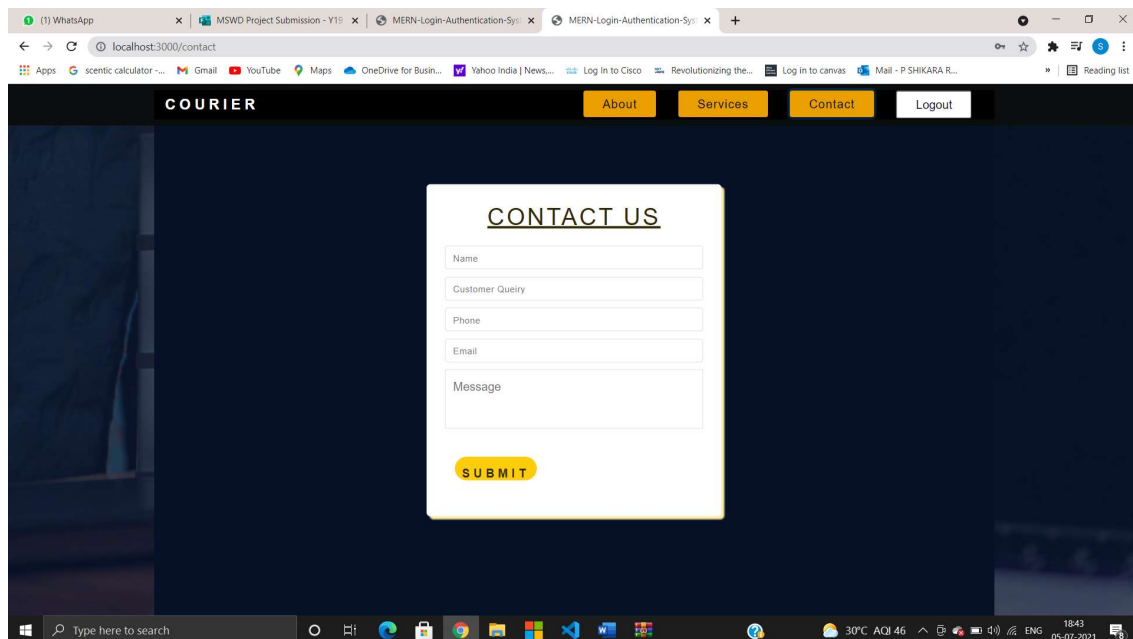 (1) WhatsApp
MSWD Project Submission - Y19
MERN-Login-Authentication-Sys
MERN-Login-Authentication-Sys
localhost:3000/contact
Apps
scentic calculator -...
Gmail
YouTube
Maps
OneDrive for Busin...
Yahoo India | News,...
Log In to Cisco
Revolutionizing the...
Log in to canvas
Mail - P SHIKARA R...
»
Reading list
COURIER
About
Services
Contact
Logout
CONTACT US
Name
Customer Queiry
Phone
Email
Message
SUBMIT
Type here to search
30°C AQI 46
ENG
18:43
05-07-2021